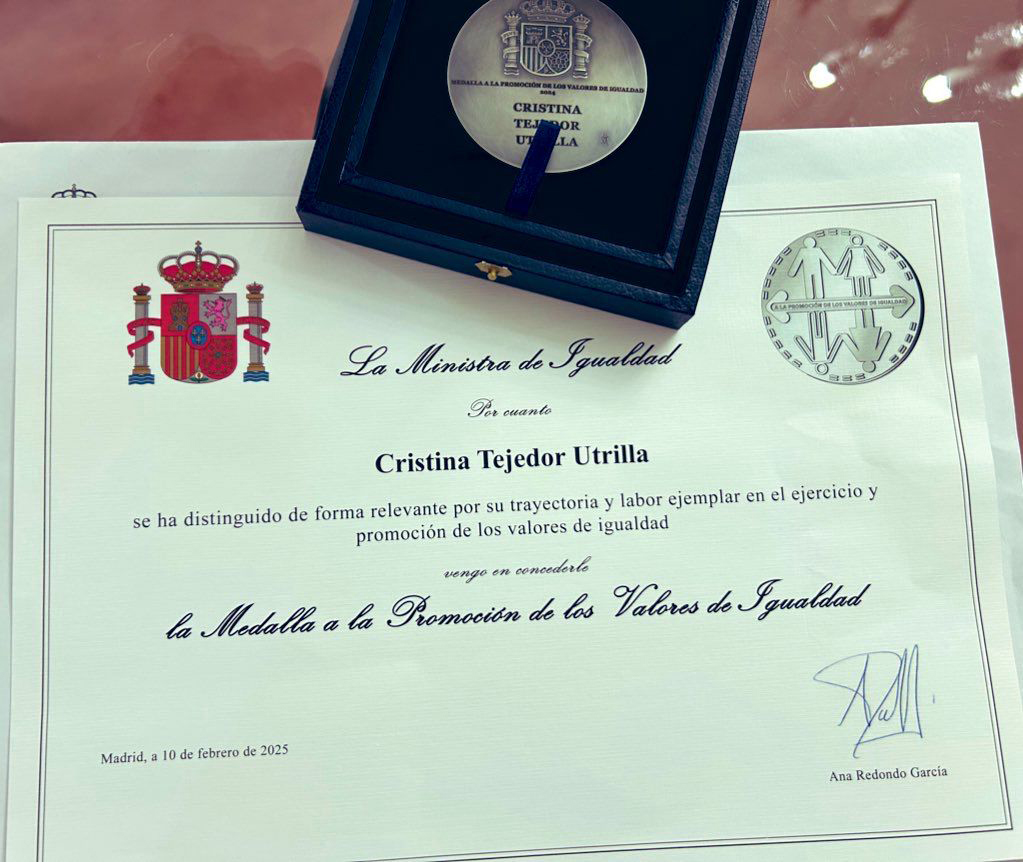 MEDALLA A LA PROMOCIÓN DE LOS VALORES DE IGUALDAD
2024
CRISTINA
TEJEDOR
UTRILLA
A LA PROMOCIÓN DE LOS VALORES DE IGUALDAD
La Ministra de Igualdad
Por cuanto
Cristina Tejedor Utrilla
se ha distinguido de forma relevante por su trayectoria y labor ejemplar en el ejercicio y
promoción de los valores de igualdad
vengo en concederle
la Medalla a la Promoción de los Valores de Igualdad
Madrid, a 10 de febrero de 2025
Ana Redondo García